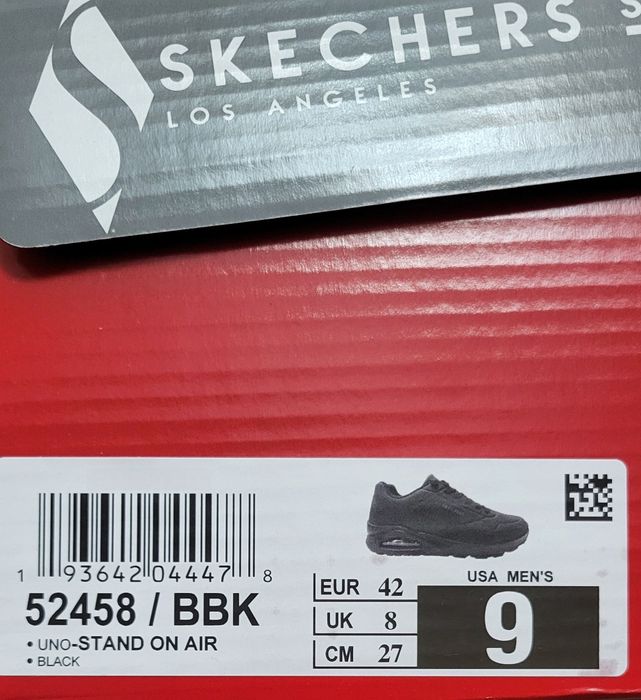 SKECHERS
LOS ANGELES
1 93642 04447 8
52458 / BBK
• UNO-STAND ON AIR
• BLACK
EUR 42
UK 8
CM 27
USA MEN'S
9